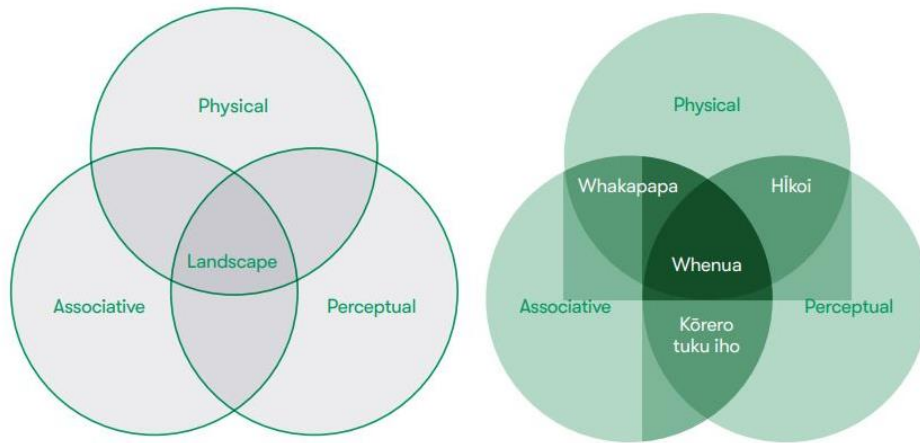 Physical
Landscape
Associative
Perceptual
Physical
Whakapapa
HĪkoi
Whenua
Associative
Perceptual
Kōrero
tuku iho